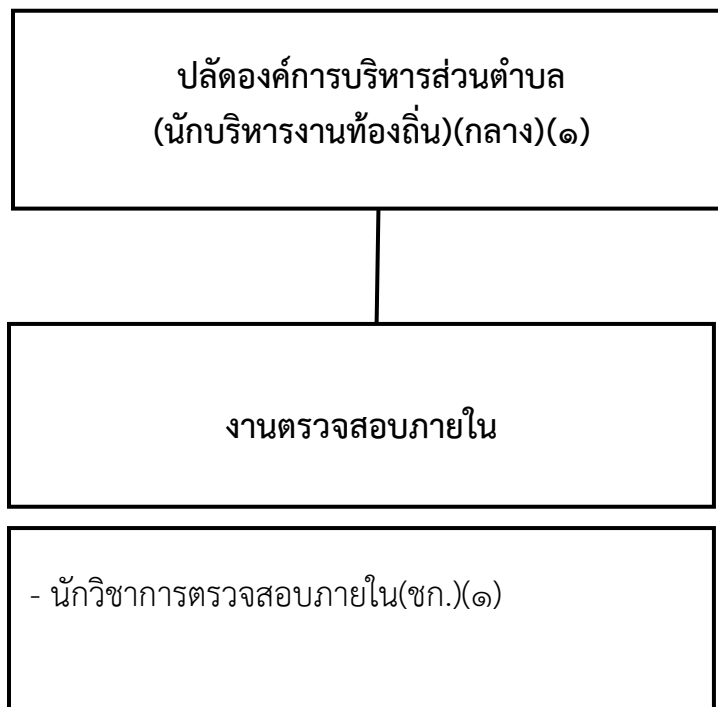 ปลัดองค์การบริหารส่วนตำบล
(นักบริหารงานท้องถิ่น)(กลาง)(๑)
งานตรวจสอบภายใน
- นักวิชาการตรวจสอบภายใน(ชก.)(๑)